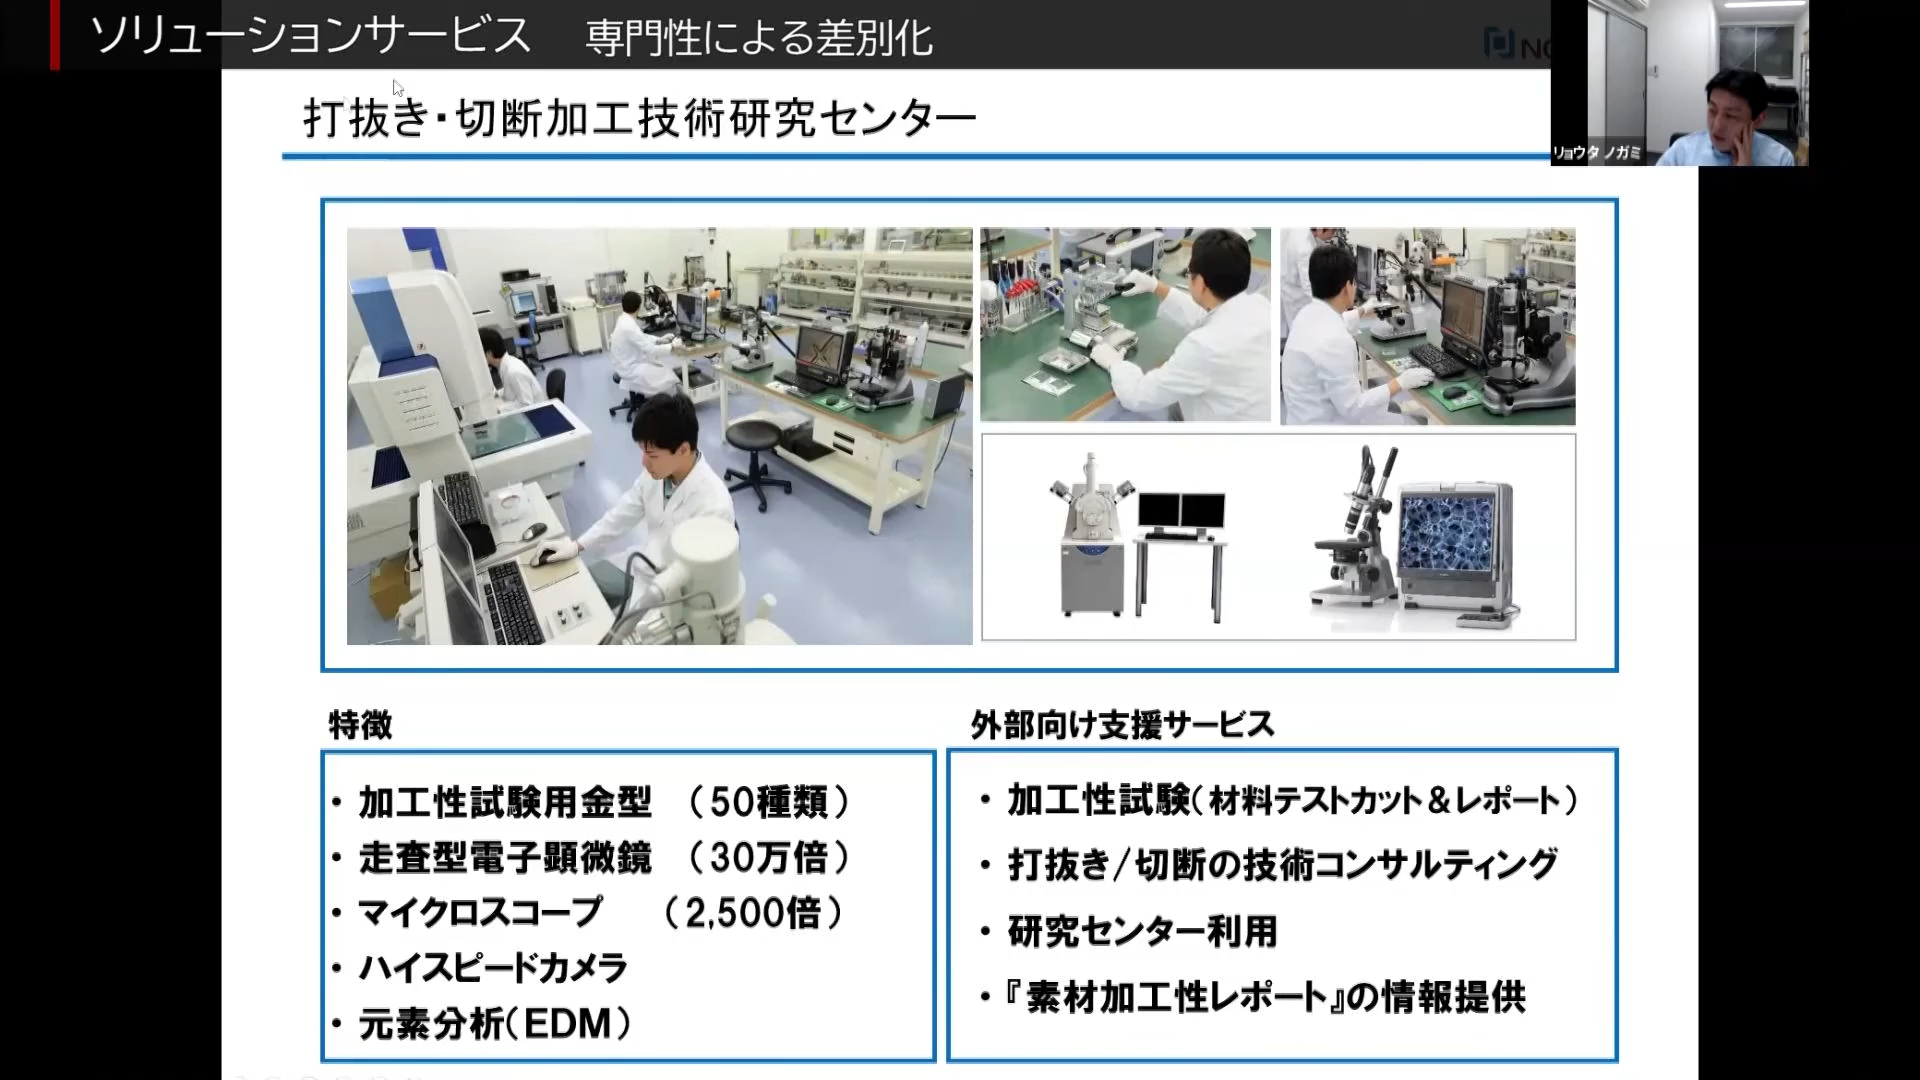 ソリューションサービス 専門性による差別化
リョウタ ノガミ
打抜き・切断加工技術研究センター
特徴
・加工性試験用金型 （50種類）
・走査型電子顕微鏡 （30万倍）
・マイクロスコープ （2,500倍）
・ハイスピードカメラ
・元素分析（EDM）
外部向け支援サービス
・加工性試験（材料テストカット＆レポート）
・打抜き/切断の技術コンサルティング
・研究センター利用
・『素材加工性レポート』の情報提供